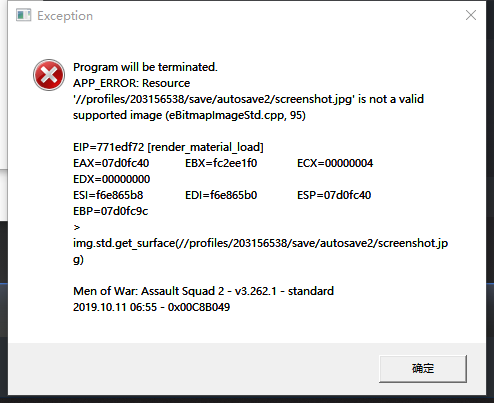 Exception
Program will be terminated.
APP_ERROR: Resource
'//profiles/203156538/save/autosave2/screenshot.jpg' is not a valid
supported image (eBitmapImageStd.cpp, 95)
EIP=771edf72 [render_material_load]
EAX=07d0fc40 EBX=fc2ee1f0 ECX=00000004
EDX=00000000
ESI=f6e865b8 EDI=f6e865b0 ESP=07d0fc40
EBP=07d0fc9c
>
img.std.get_surface(//profiles/203156538/save/autosave2/screenshot.jp
g)
Men of War: Assault Squad 2 - v3.262.1 - standard
2019.10.11 06:55 - 0x00C8B049
确定